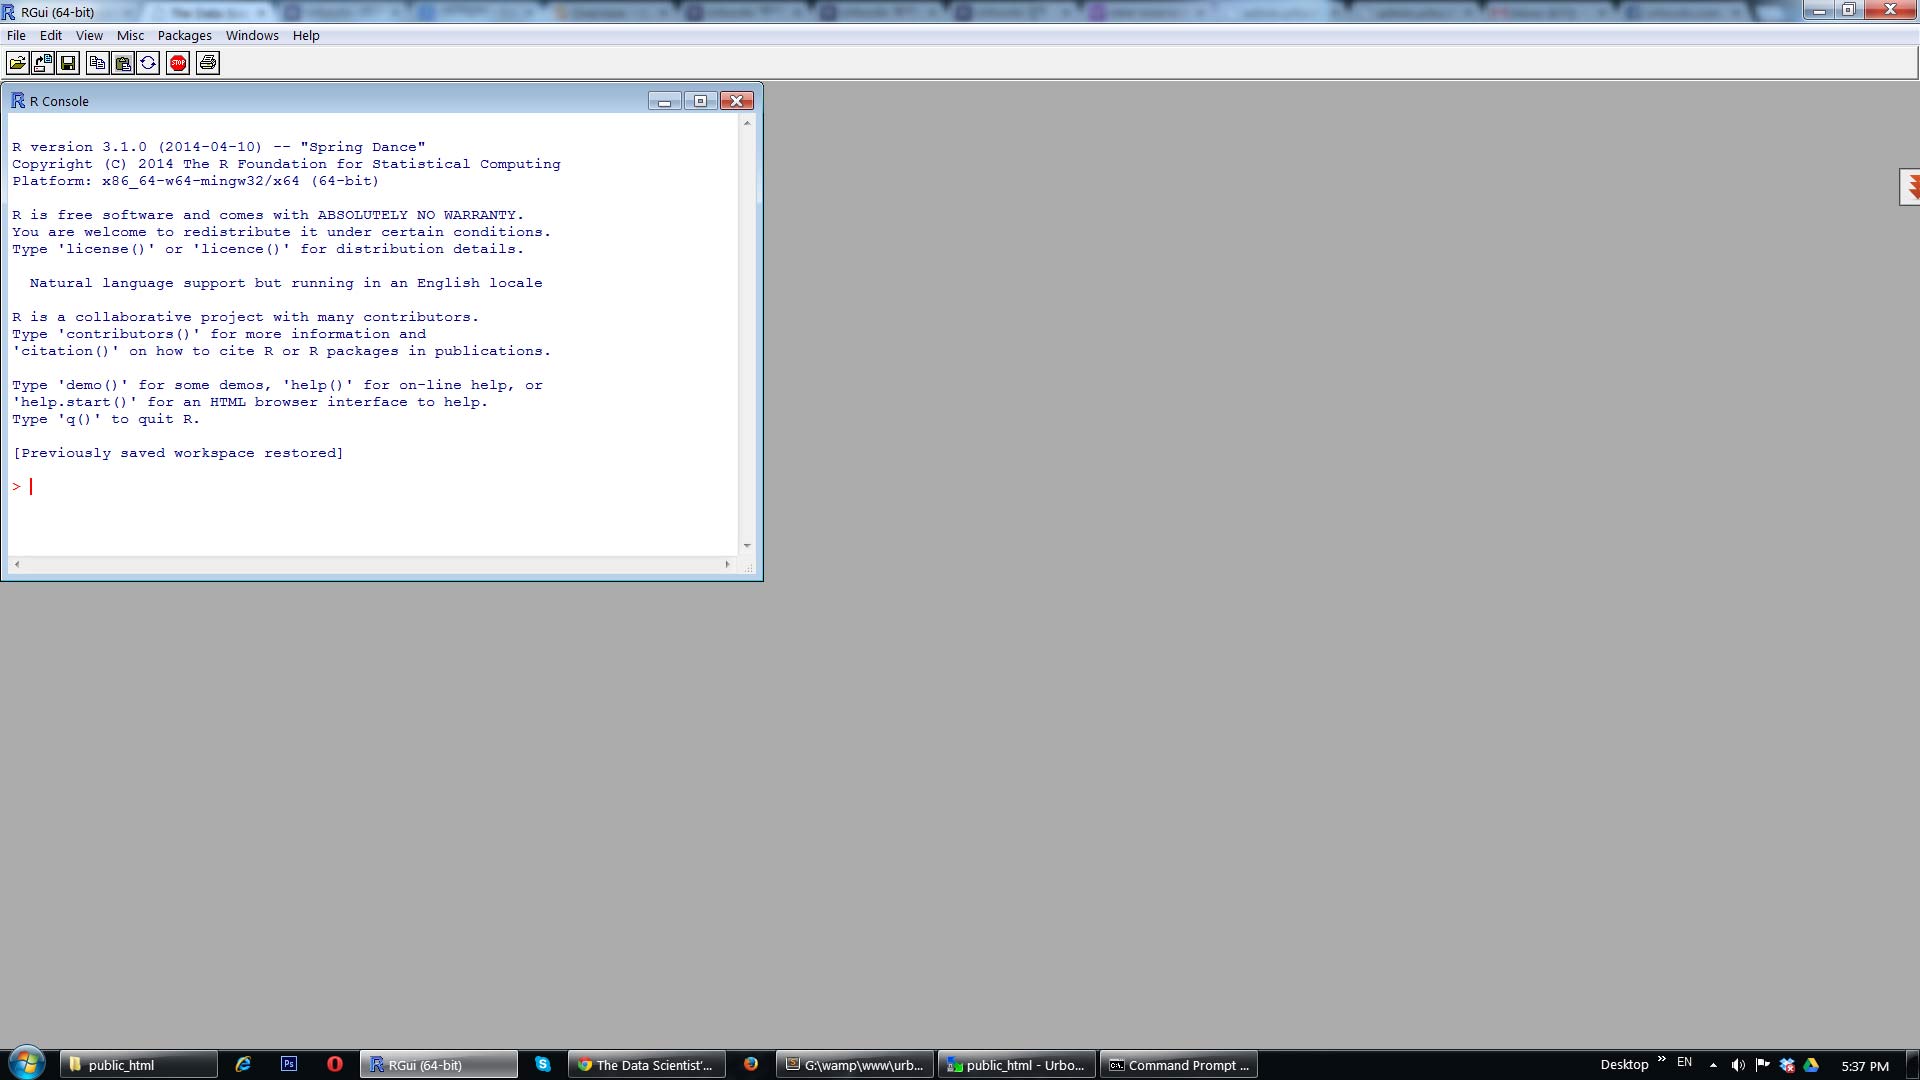 RGui (64-bit)
File Edit View Misc Packages Windows Help
STOP
R Console
R version 3.1.0 (2014-04-10) -- "Spring Dance"
Copyright (C) 2014 The R Foundation for Statistical Computing
Platform: x86_64-w64-mingw32/x64 (64-bit)
R is free software and comes with ABSOLUTELY NO WARRANTY.
You are welcome to redistribute it under certain conditions.
Type 'license()' or 'licence()' for distribution details.
Natural language support but running in an English locale
R is a collaborative project with many contributors.
Type 'contributors()' for more information and
'citation()' on how to cite R or R packages in publications.
Type 'demo()' for some demos, 'help()' for on-line help, or
'help.start()' for an HTML browser interface to help.
Type 'q()' to quit R.
[Previously saved workspace restored]
>
public_html Ps RGui (64-bit) The Data Scientist'... G:\wamp\www\urb... public_html - Urbo... Command Prompt ... Desktop » EN 5:37 PM